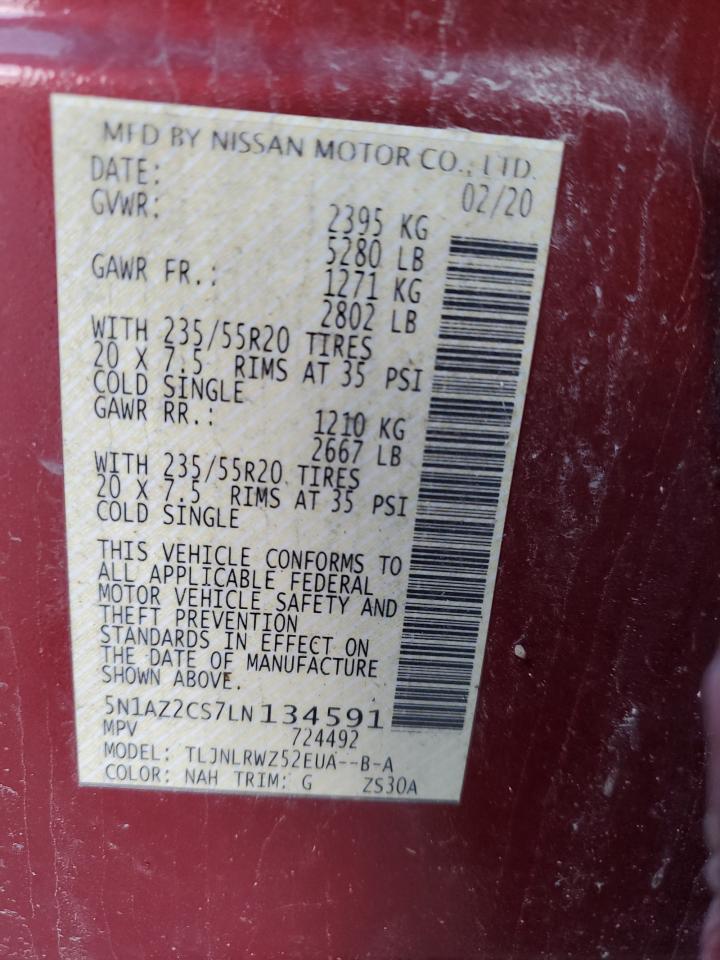 MFD BY NISSAN MOTOR CO., LTD.
DATE: 02/20
GVWR: 2395 KG
5280 LB
GAWR FR.: 1271 KG
2802 LB
WITH 235/55R20 TIRES
20 X 7.5 RIMS AT 35 PSI
COLD SINGLE
GAWR RR.: 1210 KG
2667 LB
WITH 235/55R20 TIRES
20 X 7.5 RIMS AT 35 PSI
COLD SINGLE
THIS VEHICLE CONFORMS TO
ALL APPLICABLE FEDERAL
MOTOR VEHICLE SAFETY AND
THEFT PREVENTION
STANDARDS IN EFFECT ON
THE DATE OF MANUFACTURE
SHOWN ABOVE.
5N1AZ2CS7LN134591
MPV 724492
MODEL: TLJNLRWZ52EUA--B-A
COLOR: NAH TRIM: G ZS30A